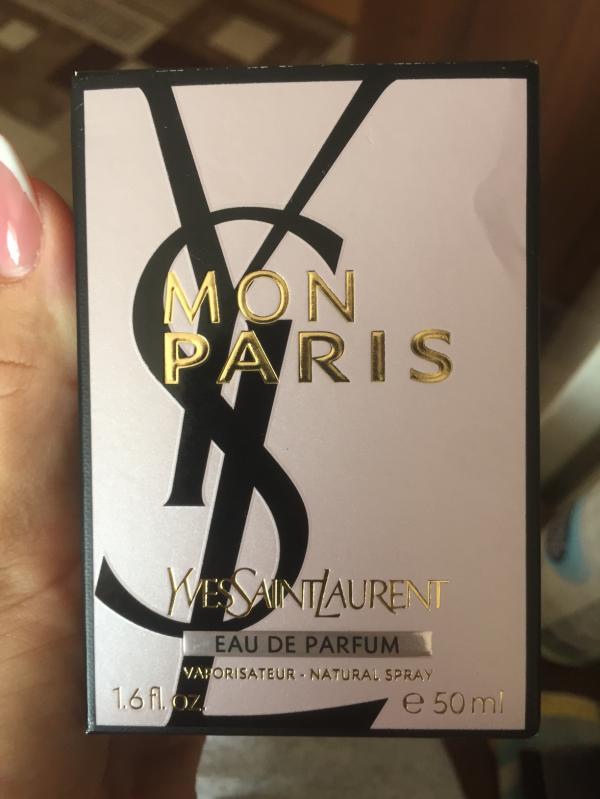 YSL
MON
PARIS
YVESSAINTLAURENT
EAU DE PARFUM
VAPORISATEUR - NATURAL SPRAY
1.6 fl. oz. e 50 ml